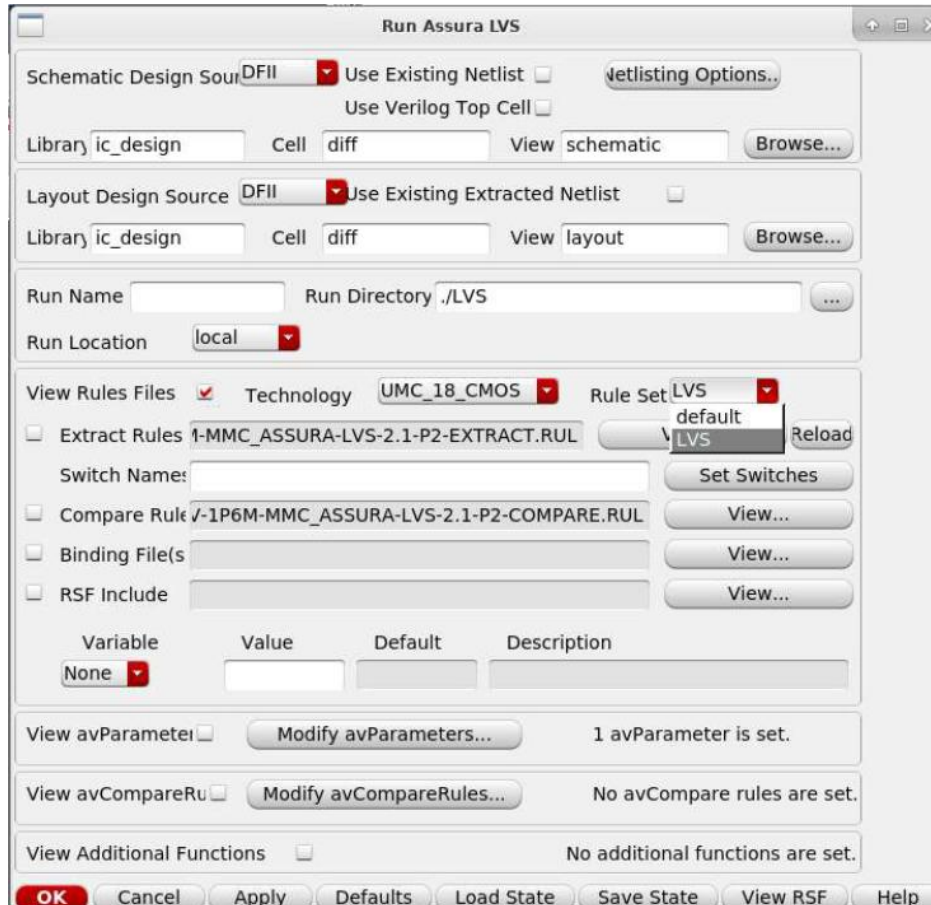 Run Assura LVS
Schematic Design Sour DFII Use Existing Netlist Netlisting Options..
Use Verilog Top Cell
Library ic_design Cell diff View schematic Browse...
Layout Design Source DFII Use Existing Extracted Netlist
Library ic_design Cell diff View layout Browse...
Run Name Run Directory ./LVS ...
Run Location local
View Rules Files Technology UMC_18_CMOS Rule Set LVS
default
Extract Rules M-MMC_ASSURA-LVS-2.1-P2-EXTRACT.RUL V LVS Reload
Switch Names Set Switches
Compare Rule V-1P6M-MMC_ASSURA-LVS-2.1-P2-COMPARE.RUL View...
Binding File(s View...
RSF Include View...
Variable Value Default Description
None
View avParameter Modify avParameters... 1 avParameter is set.
View avCompareRu Modify avCompareRules... No avCompare rules are set.
View Additional Functions No additional functions are set.
OK Cancel Apply Defaults Load State Save State View RSF Help